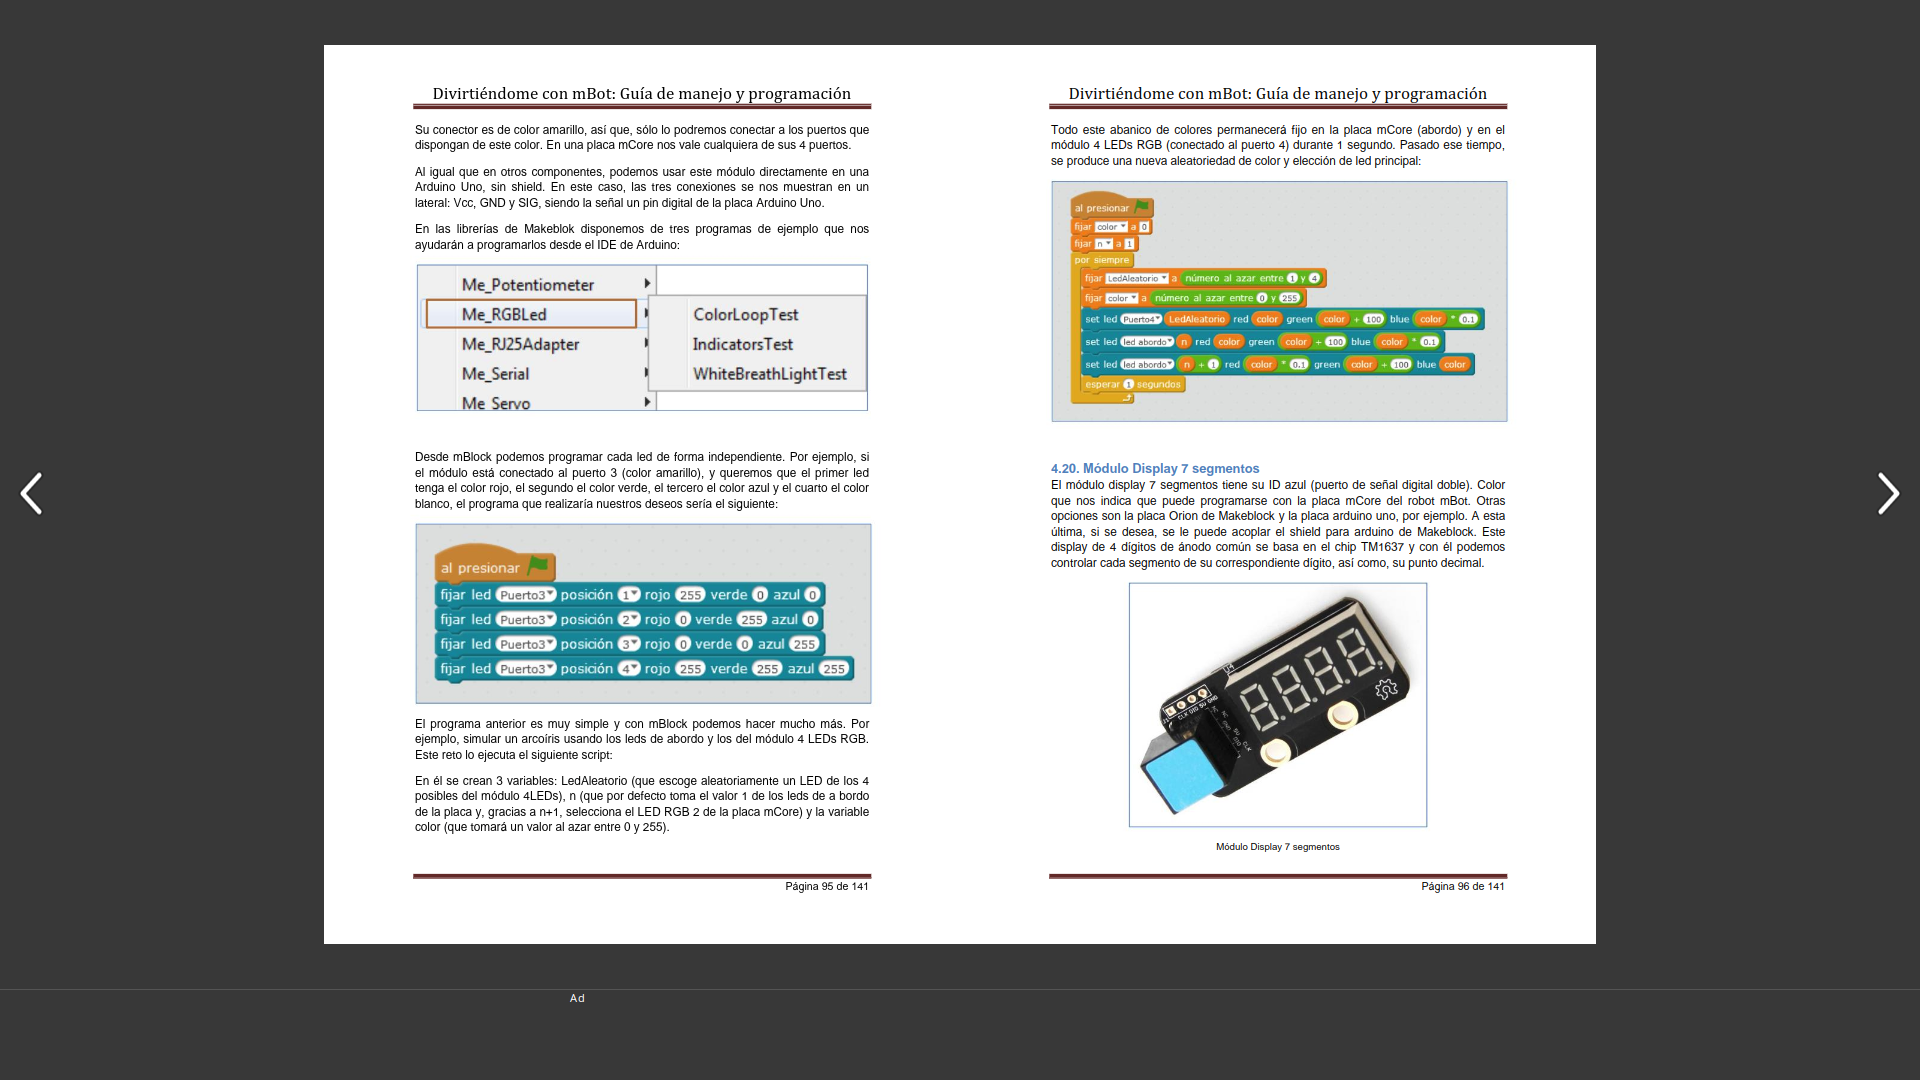 Divirtiéndome con mBot: Guía de manejo y programación
Su conector es de color amarillo, así que, sólo lo podremos conectar a los puertos que
dispongan de este color. En una placa mCore nos vale cualquiera de sus 4 puertos.
Al igual que en otros componentes, podemos usar este módulo directamente en una
Arduino Uno, sin shield. En este caso, las tres conexiones se nos muestran en un
lateral: Vcc, GND y SIG, siendo la señal un pin digital de la placa Arduino Uno.
En las librerías de Makeblok disponemos de tres programas de ejemplo que nos
ayudarán a programarlos desde el IDE de Arduino:
Me_Potentiometer
Me_RGBLed
Me_RJ25Adapter
Me_Serial
Me_Servo
ColorLoopTest
IndicatorsTest
WhiteBreathLightTest
Desde mBlock podemos programar cada led de forma independiente. Por ejemplo, si
el módulo está conectado al puerto 3 (color amarillo), y queremos que el primer led
tenga el color rojo, el segundo el color verde, el tercero el color azul y el cuarto el color
blanco, el programa que realizaría nuestros deseos sería el siguiente:
al presionar
fijar led Puerto3 posición 1 rojo 255 verde 0 azul 0
fijar led Puerto3 posición 2 rojo 0 verde 255 azul 0
fijar led Puerto3 posición 3 rojo 0 verde 0 azul 255
fijar led Puerto3 posición 4 rojo 255 verde 255 azul 255
El programa anterior es muy simple y con mBlock podemos hacer mucho más. Por
ejemplo, simular un arcoíris usando los leds de abordo y los del módulo 4 LEDs RGB.
Este reto lo ejecuta el siguiente script:
En él se crean 3 variables: LedAleatorio (que escoge aleatoriamente un LED de los 4
posibles del módulo 4LEDs), n (que por defecto toma el valor 1 de los leds de a bordo
de la placa y, gracias a n+1, selecciona el LED RGB 2 de la placa mCore) y la variable
color (que tomará un valor al azar entre 0 y 255).
Página 95 de 141
Divirtiéndome con mBot: Guía de manejo y programación
Todo este abanico de colores permanecerá fijo en la placa mCore (abordo) y en el
módulo 4 LEDs RGB (conectado al puerto 4) durante 1 segundo. Pasado ese tiempo,
se produce una nueva aleatoriedad de color y elección de led principal:
al presionar
fijar color a 0
fijar n a 1
por siempre
fijar LedAleatorio a número al azar entre 1 y 4
fijar color a número al azar entre 0 y 255
set led Puerto4 LedAleatorio red color green color + 100 blue color * 0.1
set led led abordo n red color green color + 100 blue color * 0.1
set led led abordo n + 1 red color * 0.1 green color + 100 blue color
esperar 1 segundos
4.20. Módulo Display 7 segmentos
El módulo display 7 segmentos tiene su ID azul (puerto de señal digital doble). Color
que nos indica que puede programarse con la placa mCore del robot mBot. Otras
opciones son la placa Orion de Makeblock y la placa arduino uno, por ejemplo. A esta
última, si se desea, se le puede acoplar el shield para arduino de Makeblock. Este
display de 4 dígitos de ánodo común se basa en el chip TM1637 y con él podemos
controlar cada segmento de su correspondiente dígito, así como, su punto decimal.
CLK DIO 5V GND
Módulo Display 7 segmentos
Página 96 de 141
Ad